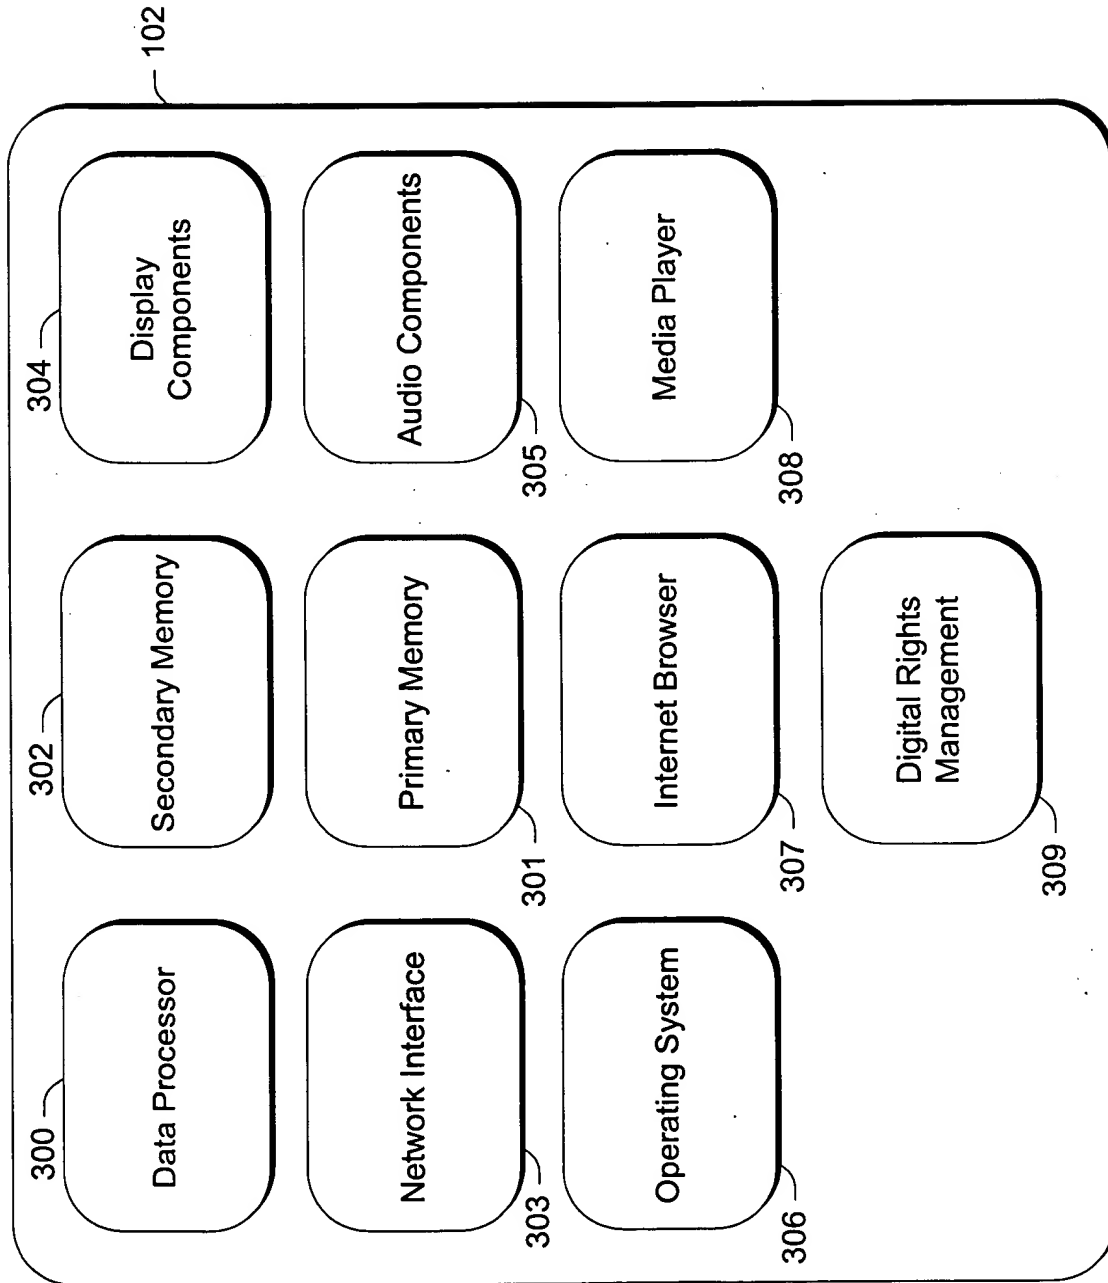 102
300
Data Processor
302
Secondary Memory
304
Display
Components
Network Interface
303
Primary Memory
301
Audio Components
305
Operating System
306
Internet Browser
307
Media Player
308
Digital Rights
Management
309